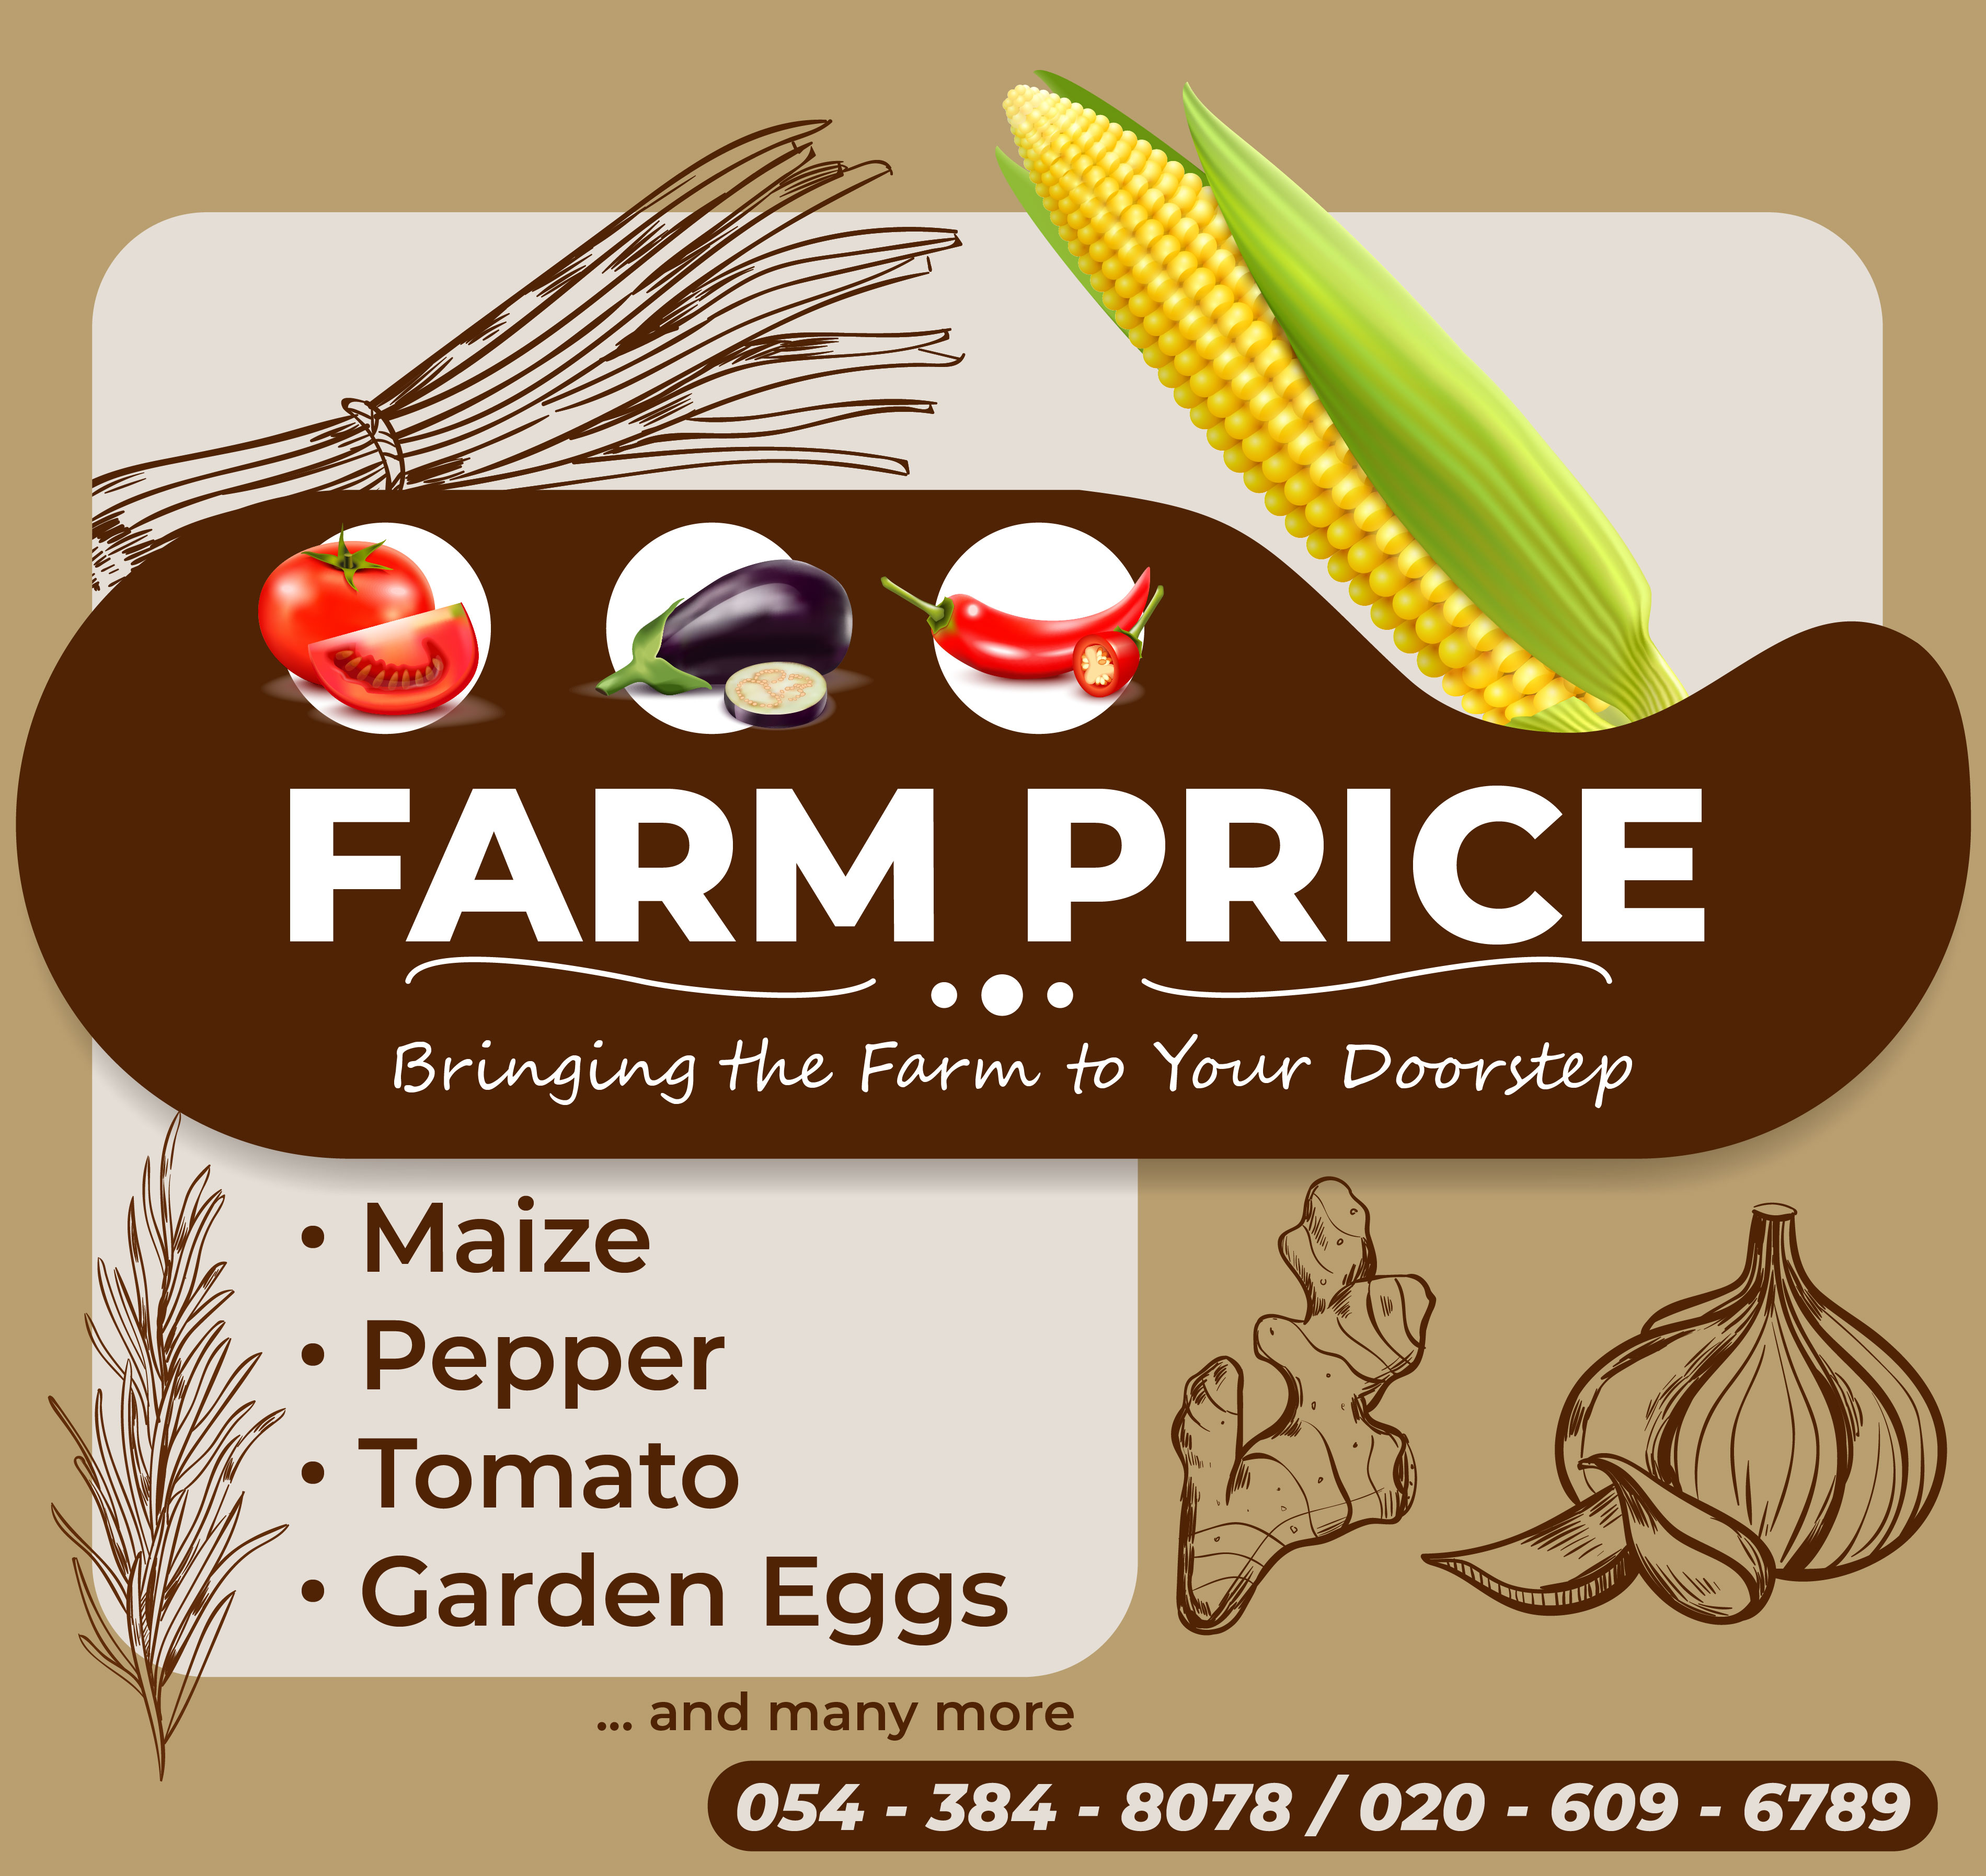 FARM PRICE
Bringing the Farm to Your Doorstep
• Maize
• Pepper
• Tomato
• Garden Eggs
... and many more
054 - 384 - 8078 / 020 - 609 - 6789